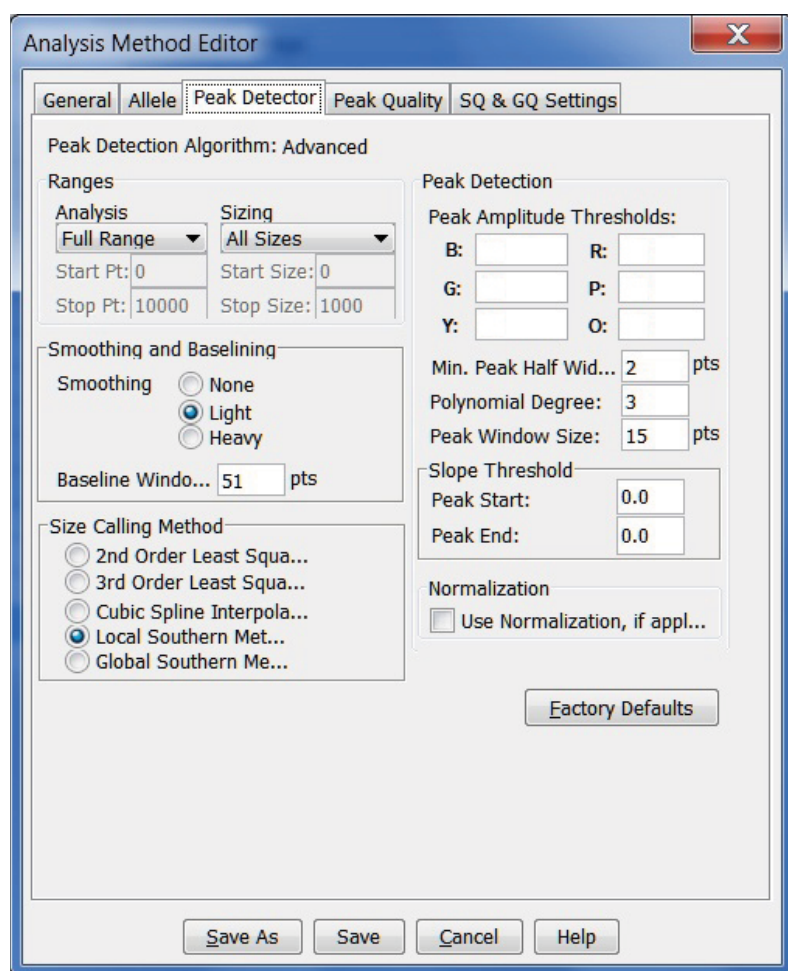 Analysis Method Editor
X
General Allele Peak Detector Peak Quality SQ & GQ Settings
Peak Detection Algorithm: Advanced
Ranges
Analysis Sizing
Full Range All Sizes
Start Pt: 0 Start Size: 0
Stop Pt: 10000 Stop Size: 1000
Smoothing and Baselining
Smoothing None
Light
Heavy
Baseline Windo... 51 pts
Size Calling Method
2nd Order Least Squa...
3rd Order Least Squa...
Cubic Spline Interpola...
Local Southern Met...
Global Southern Me...
Peak Detection
Peak Amplitude Thresholds:
B: R:
G: P:
Y: O:
Min. Peak Half Wid... 2 pts
Polynomial Degree: 3
Peak Window Size: 15 pts
Slope Threshold
Peak Start: 0.0
Peak End: 0.0
Normalization
Use Normalization, if appl...
Factory Defaults
Save As Save Cancel Help